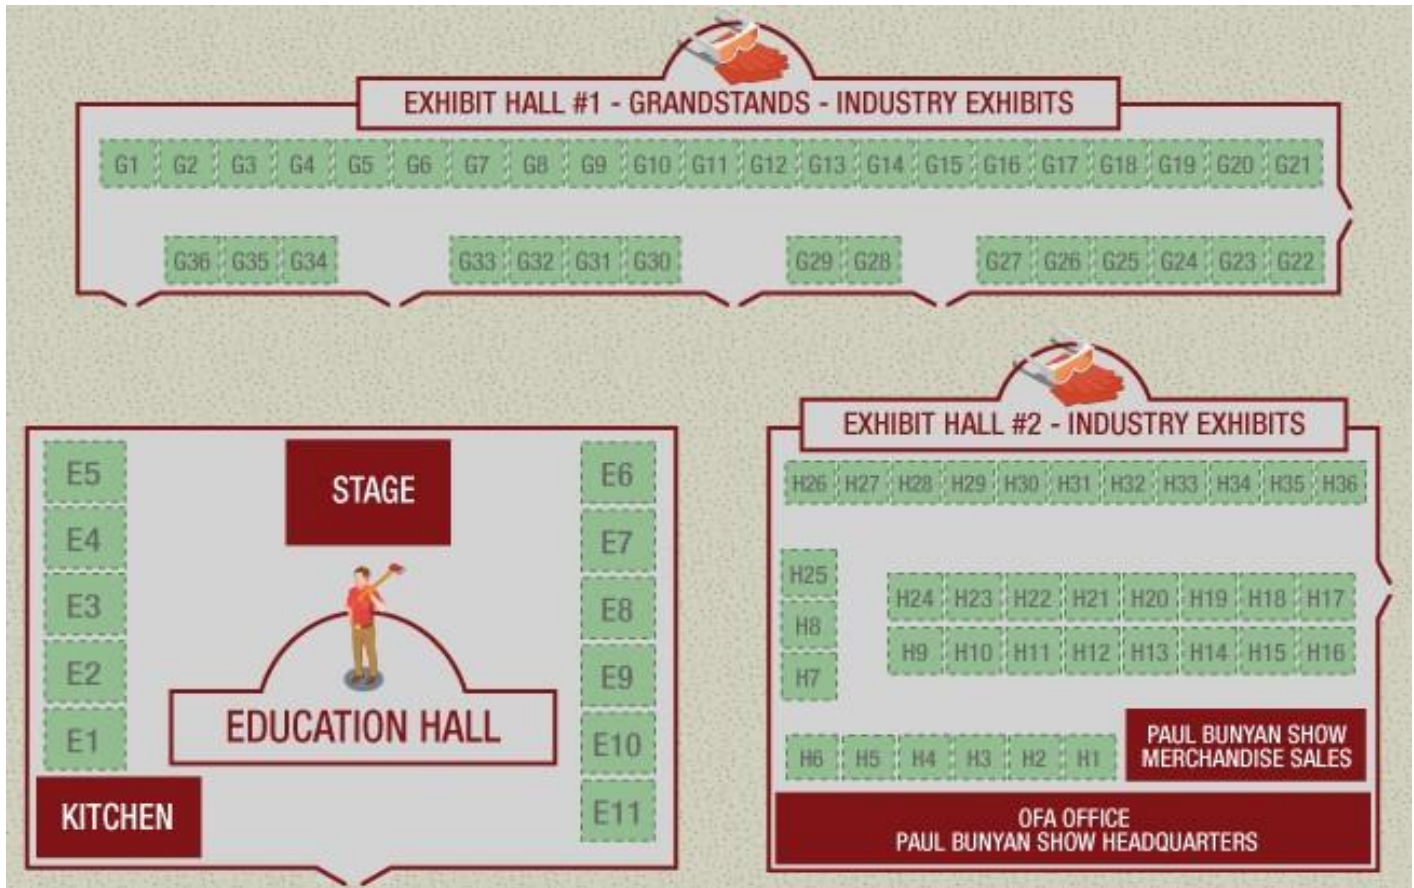 EXHIBIT HALL #1 - GRANDSTANDS - INDUSTRY EXHIBITS
G1 G2 G3 G4 G5 G6 G7 G8 G9 G10 G11 G12 G13 G14 G15 G16 G17 G18 G19 G20 G21
G36 G35 G34 G33 G32 G31 G30 G29 G28 G27 G26 G25 G24 G23 G22
E5
E4
E3
E2
E1
KITCHEN
STAGE
EDUCATION HALL
E6
E7
E8
E9
E10
E11
EXHIBIT HALL #2 - INDUSTRY EXHIBITS
H26 H27 H28 H29 H30 H31 H32 H33 H34 H35 H36
H25
H8
H7
H24 H23 H22 H21 H20 H19 H18 H17
H9 H10 H11 H12 H13 H14 H15 H16
H6 H5 H4 H3 H2 H1
PAUL BUNYAN SHOW
MERCHANDISE SALES
OFA OFFICE
PAUL BUNYAN SHOW HEADQUARTERS